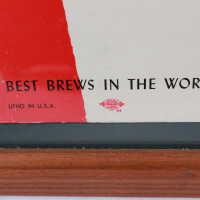 BEST BREWS IN THE WOR
LITHO IN U.S.A.